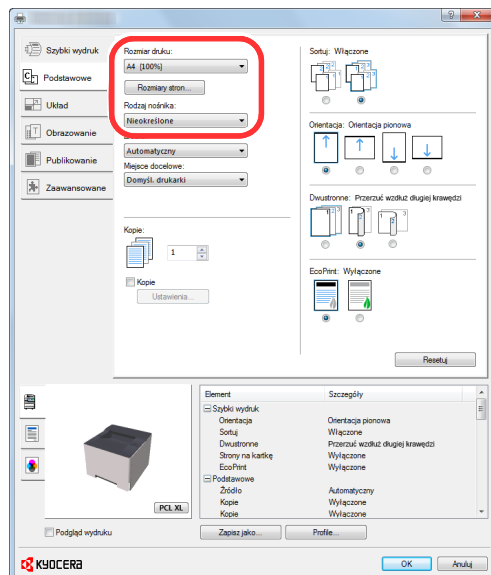 Szybki wydruk
Podstawowe
Układ
Obrazowanie
Publikowanie
Zaawansowane
Rozmiar druku:
A4 [100%]
Rozmiary stron...
Rodzaj nośnika:
Nieokreślone
Automatyczny
Miejsce docelowe:
Domyśl. drukarki
Kopie:
1
Kopie
Ustawienia...
Sortuj: Włączone
Orientacja: Orientacja pionowa
Dwustronne: Przerzuć wzdłuż długiej krawędzi
EcoPrint: Wyłączone
Resetuj
Element Szczegóły
Szybki wydruk
Orientacja Orientacja pionowa
Sortuj Włączone
Dwustronne Przerzuć wzdłuż długiej krawędzi
Strony na kartkę Wyłączone
EcoPrint Wyłączone
Podstawowe
Źródło Automatyczny
Kopie Wyłączone
Kopie Wyłączone
PCL XL
Podgląd wydruku
Zapisz jako... Profile...
KYOCERA
OK Anuluj